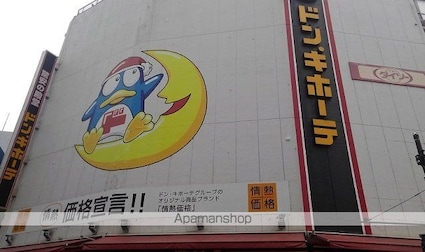 ドン.キホーテ
ドン.キホーテ
ダイソー
情熱 価格宣言!!
ドン・キホーテグループの
オリジナル商品ブランド
「情熱価格」
情熱
価格
Apamanshop